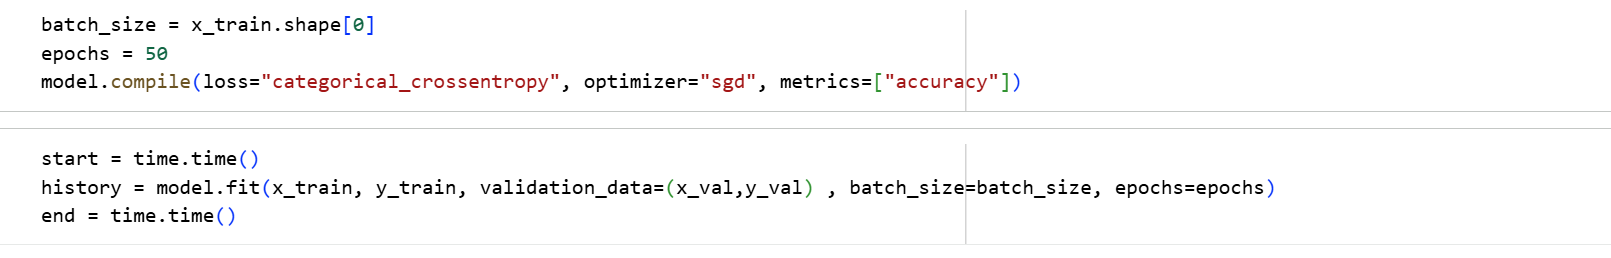 batch_size = x_train.shape[0]
epochs = 50
model.compile(loss="categorical_crossentropy", optimizer="sgd", metrics=["accuracy"])
start = time.time()
history = model.fit(x_train, y_train, validation_data=(x_val,y_val) , batch_size=batch_size, epochs=epochs)
end = time.time()